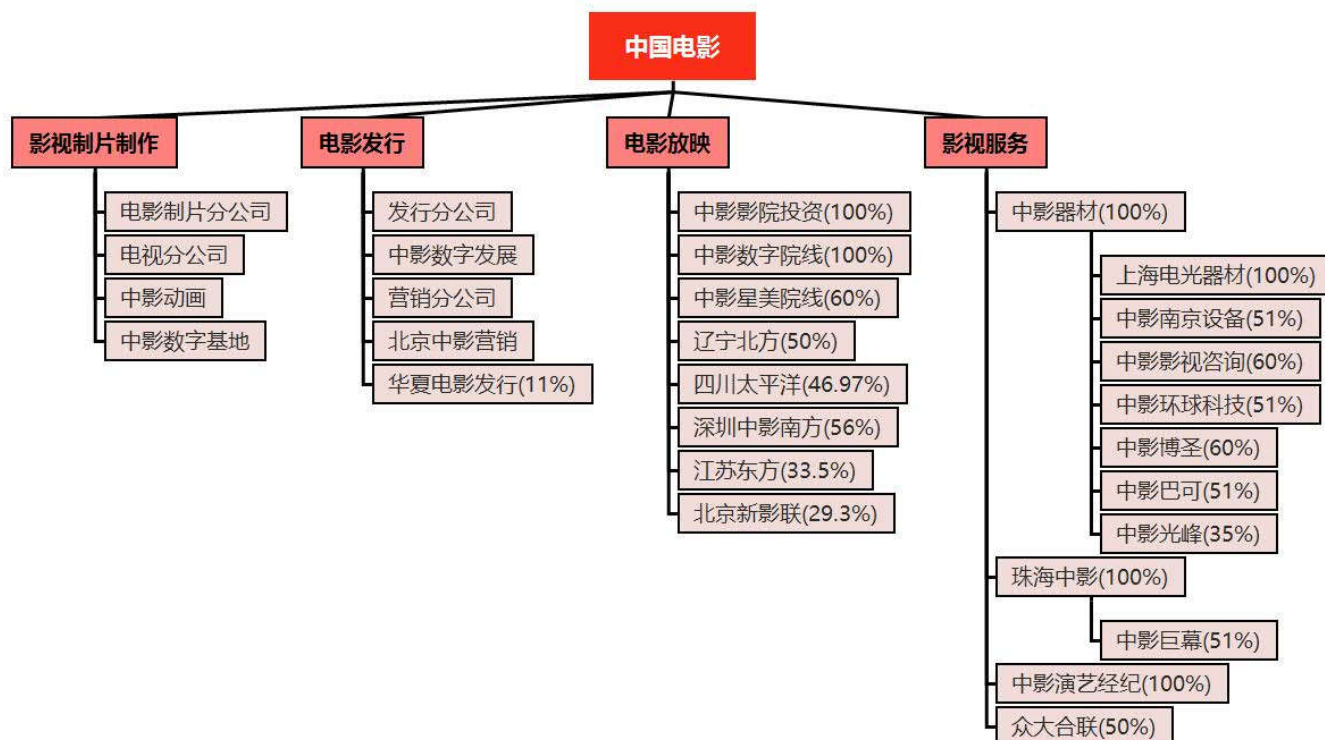 中国电影
影视制片制作
电影制片分公司
电视分公司
中影动画
中影数字基地
电影发行
发行分公司
中影数字发展
营销分公司
北京中影营销
华夏电影发行(11%)
电影放映
中影影院投资(100%)
中影数字院线(100%)
中影星美院线(60%)
辽宁北方(50%)
四川太平洋(46.97%)
深圳中影南方(56%)
江苏东方(33.5%)
北京新影联(29.3%)
影视服务
中影器材(100%)
上海电光器材(100%)
中影南京设备(51%)
中影影视咨询(60%)
中影环球科技(51%)
中影博圣(60%)
中影巴可(51%)
中影光峰(35%)
珠海中影(100%)
中影巨幕(51%)
中影演艺经纪(100%)
众大合联(50%)